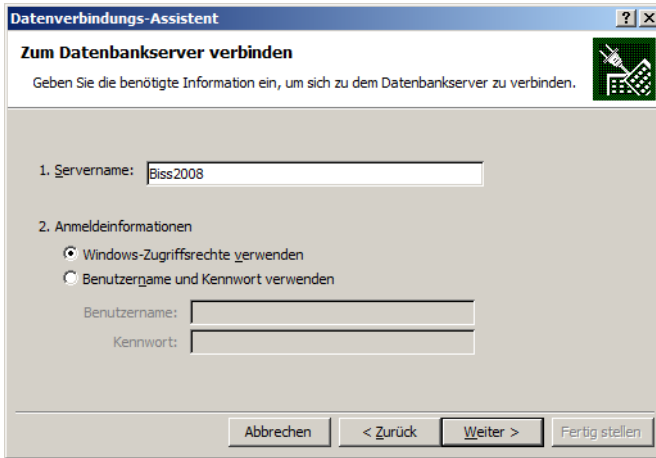 Datenverbindungs-Assistent
Zum Datenbankserver verbinden
Geben Sie die benötigte Information ein, um sich zu dem Datenbankserver zu verbinden.
1. Servername: Biss2008
2. Anmeldeinformationen
Windows-Zugriffsrechte verwenden
Benutzername und Kennwort verwenden
Benutzername:
Kennwort:
Abbrechen < Zurück Weiter > Fertig stellen